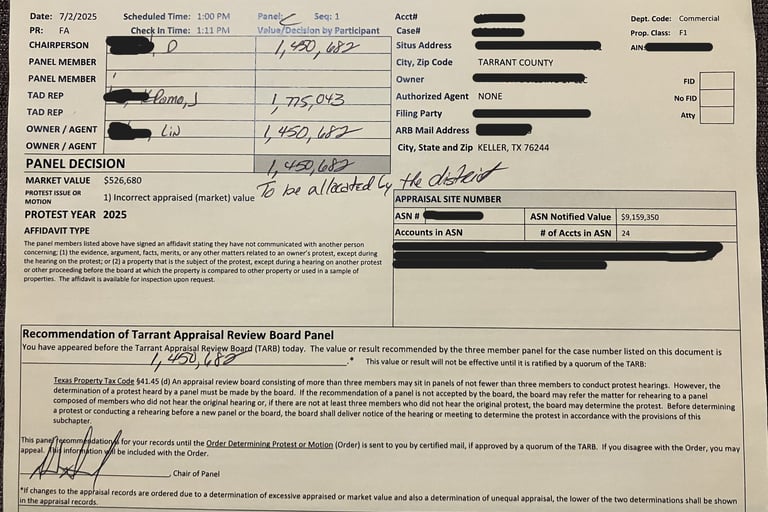 Date: 7/2/2025 Scheduled Time: 1:00 PM Panel: C Seq: 1
PR: FA Check In Time: 1:11 PM Value/Decision by Participant
CHAIRPERSON D 1,450,682
PANEL MEMBER
PANEL MEMBER
TAD REP J 1,775,043
TAD REP
OWNER / AGENT Lin 1,450,682
OWNER / AGENT
PANEL DECISION 1,450,682
MARKET VALUE $526,680 To be allocated by the district
PROTEST ISSUE OR MOTION 1) Incorrect appraised (market) value
PROTEST YEAR 2025
AFFIDAVIT TYPE
The panel members listed above have signed an affidavit stating they have not communicated with another person
concerning; (1) the evidence, argument, facts, merits, or any other matters related to an owner's protest, except during
the hearing on the protest; or (2) a property that is the subject of the protest, except during a hearing on another protest
or other proceeding before the board at which the property is compared to other property or used in a sample of
properties. The affidavit is available for inspection upon request.
Acct#
Case#
Situs Address
City, Zip Code TARRANT COUNTY
Owner
Authorized Agent NONE
Filing Party
ARB Mail Address
City, State and Zip KELLER, TX 76244
Dept. Code: Commercial
Prop. Class: F1
AIN:
FID
No FID
Atty
APPRAISAL SITE NUMBER
ASN # ASN Notified Value $9,159,350
Accounts in ASN # of Accts in ASN 24
Recommendation of Tarrant Appraisal Review Board Panel
You have appeared before the Tarrant Appraisal Review Board (TARB) today. The value or result recommended by the three member panel for the case number listed on this document is
1,450,682 .* This value or result will not be effective until it is ratified by a quorum of the TARB:
Texas Property Tax Code §41.45 (d) An appraisal review board consisting of more than three members may sit in panels of not fewer than three members to conduct protest hearings. However, the
determination of a protest heard by a panel must be made by the board. If the recommendation of a panel is not accepted by the board, the board may refer the matter for rehearing to a panel
composed of members who did not hear the original hearing or, if there are not at least three members who did not hear the original protest, the board may determine the protest. Before determining
a protest or conducting a rehearing before a new panel or the board, the board shall deliver notice of the hearing or meeting to determine the protest in accordance with the provisions of this
subchapter.
This panel recommendation is for your records until the Order Determining Protest or Motion (Order) is sent to you by certified mail, if approved by a quorum of the TARB. If you disagree with the Order, you may
appeal. This information will be included with the Order.
, Chair of Panel
*If changes to the appraisal records are ordered due to a determination of excessive appraised or market value and also a determination of unequal appraisal, the lower of the two determinations shall be shown
in the appraisal records.